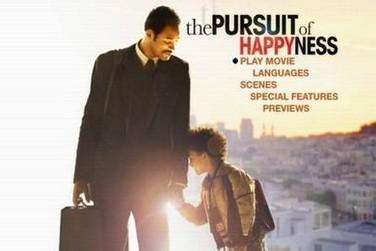 the PURSUIT of
HAPPYNESS
PLAY MOVIE
LANGUAGES
SCENES
SPECIAL FEATURES
PREVIEWS